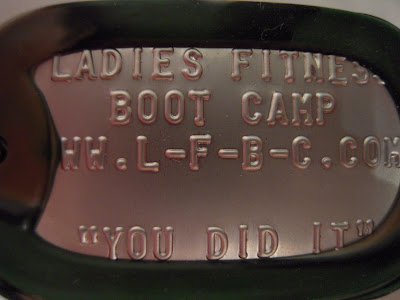 LADIES FITNESS
BOOT CAMP
WW.L-F-B-C.COM
"YOU DID IT"